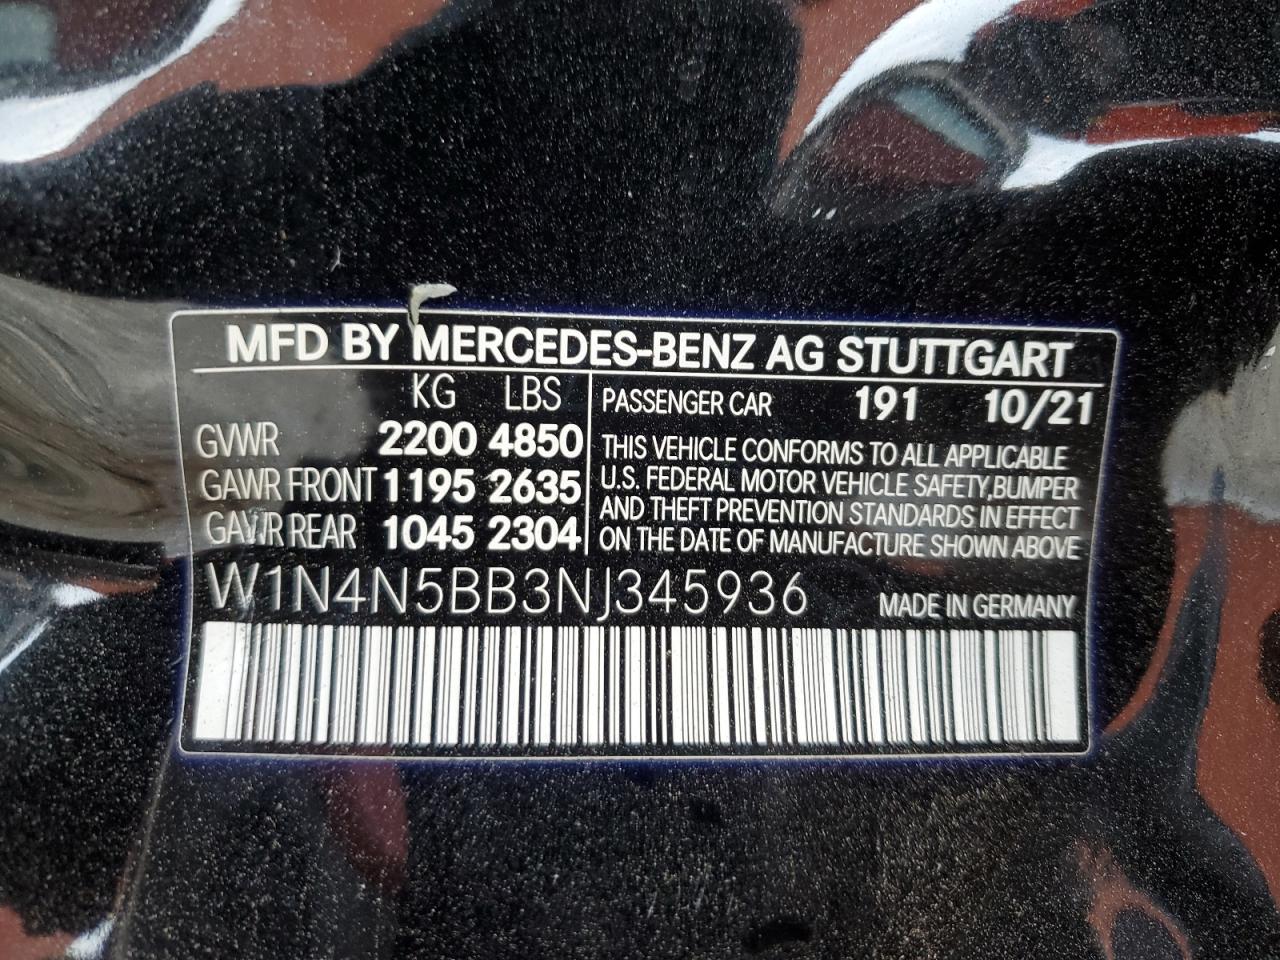 MFD BY MERCEDES-BENZ AG STUTTGART
KG LBS
GVWR 2200 4850
GAWR FRONT 1195 2635
GAWR REAR 1045 2304
PASSENGER CAR 191 10/21
THIS VEHICLE CONFORMS TO ALL APPLICABLE
U.S. FEDERAL MOTOR VEHICLE SAFETY,BUMPER
AND THEFT PREVENTION STANDARDS IN EFFECT
ON THE DATE OF MANUFACTURE SHOWN ABOVE
W1N4N5BB3NJ345936 MADE IN GERMANY